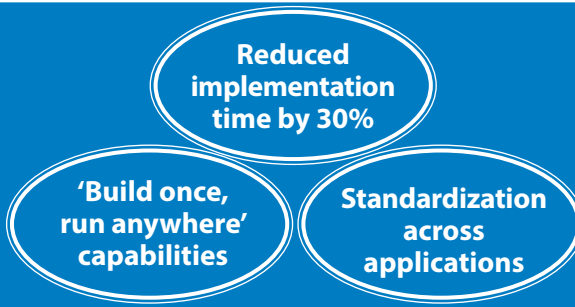 Reduced
implementation
time by 30%
‘Build once,
run anywhere’
capabilities
Standardization
across
applications